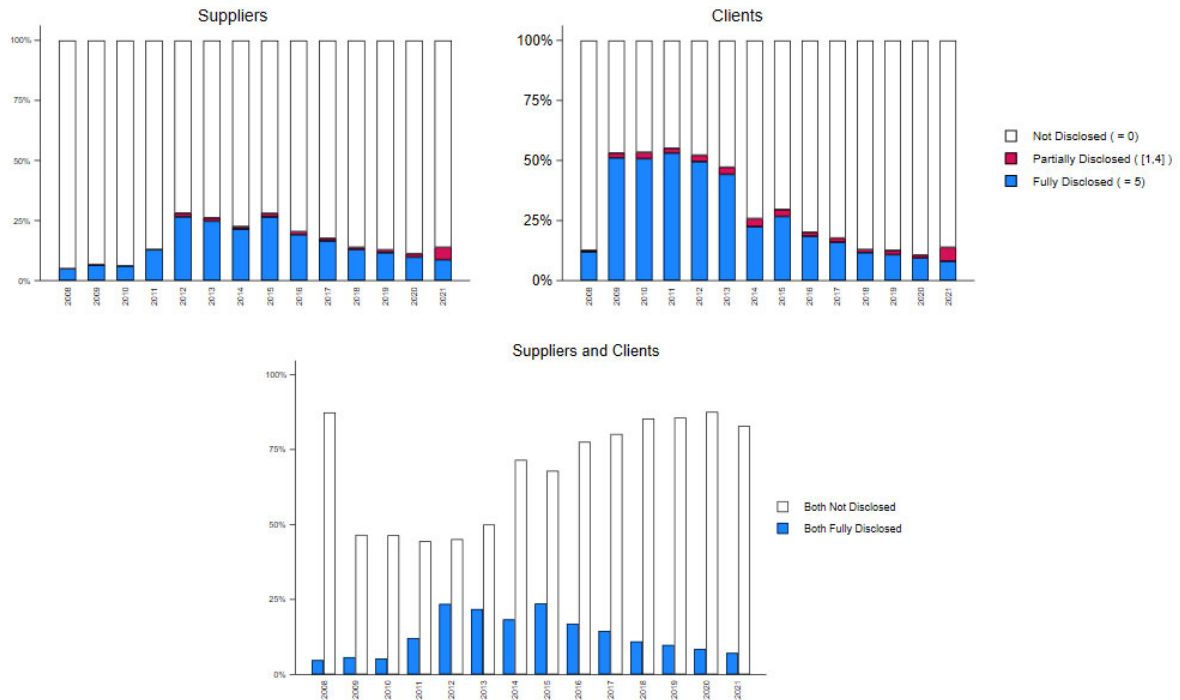 Suppliers
100%
75%
50%
25%
0%
2008 2009 2010 2011 2012 2013 2014 2015 2016 2017 2018 2019 2020 2021
Clients
100%
75%
50%
25%
0%
2008 2009 2010 2011 2012 2013 2014 2015 2016 2017 2018 2019 2020 2021
Not Disclosed ( = 0)
Partially Disclosed ( [1,4] )
Fully Disclosed ( = 5)
Suppliers and Clients
100%
75%
50%
25%
0%
2008 2009 2010 2011 2012 2013 2014 2015 2016 2017 2018 2019 2020 2021
Both Not Disclosed
Both Fully Disclosed